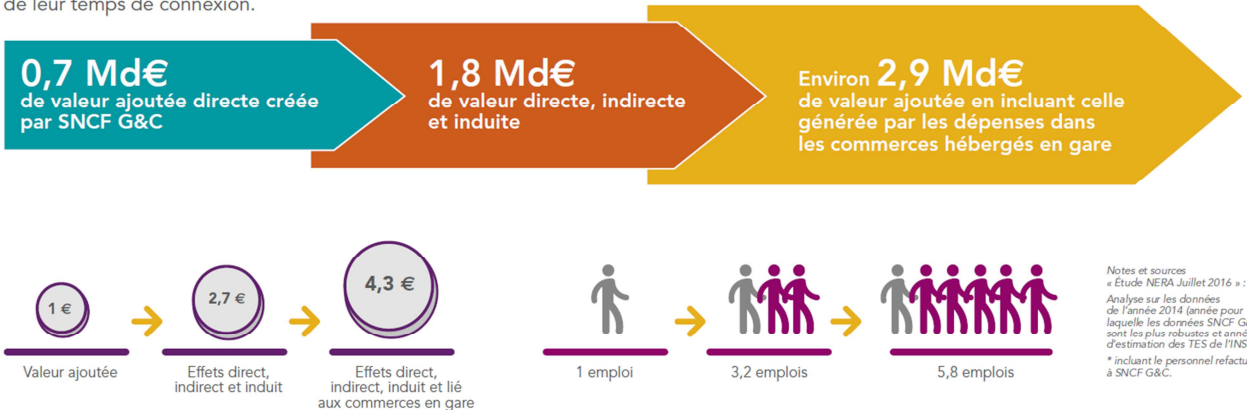 de leur temps de connexion.
0,7 Md€
de valeur ajoutée directe créée
par SNCF G&C
1,8 Md€
de valeur directe, indirecte
et induite
Environ 2,9 Md€
de valeur ajoutée en incluant celle
générée par les dépenses dans
les commerces hébergés en gare
1 €
Valeur ajoutée
2,7 €
Effets direct,
indirect et induit
4,3 €
Effets direct,
indirect, induit et lié
aux commerces en gare
1 emploi
3,2 emplois
5,8 emplois
Notes et sources
« Étude NERA Juillet 2016 » :
Analyse sur les données
de l'année 2014 (année pour
laquelle les données SNCF
sont les plus robustes et
d'estimation des TES de
* incluant le personnel
à SNCF G&C.